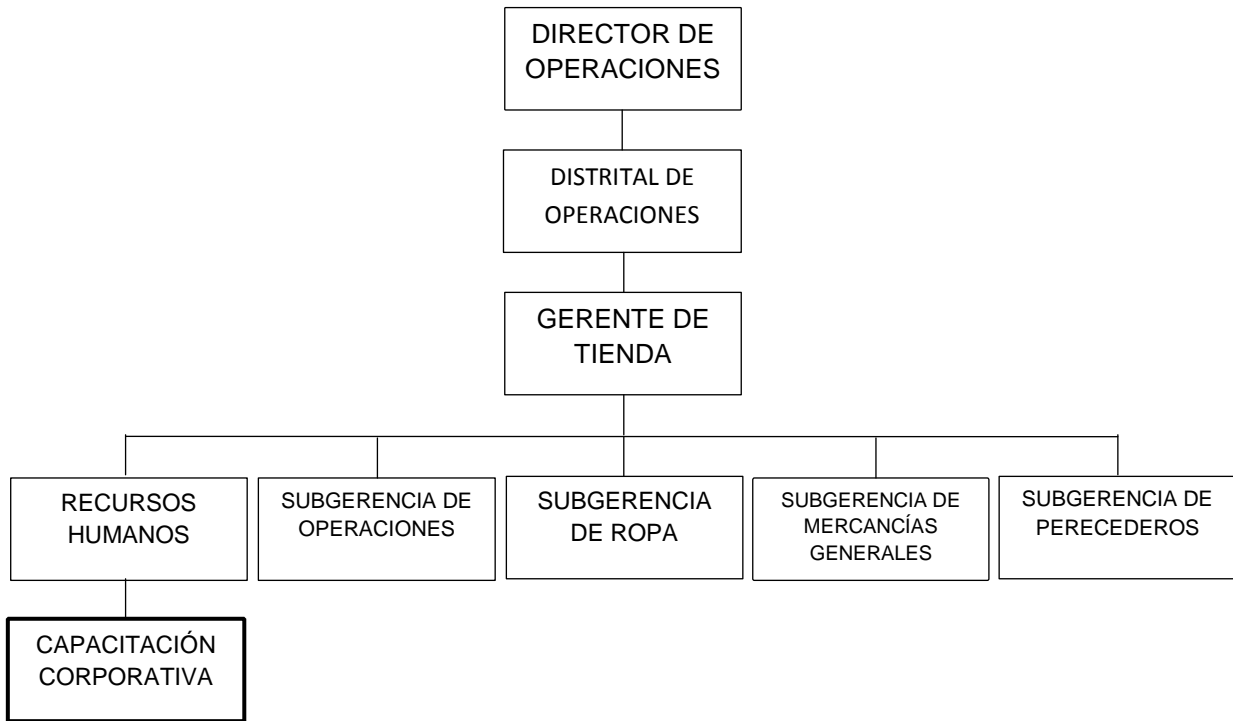 DIRECTOR DE
OPERACIONES
DISTRITAL DE
OPERACIONES
GERENTE DE
TIENDA
RECURSOS
HUMANOS
SUBGERENCIA DE
OPERACIONES
SUBGERENCIA
DE ROPA
SUBGERENCIA DE
MERCANCÍAS
GENERALES
SUBGERENCIA DE
PERECEDEROS
CAPACITACIÓN
CORPORATIVA